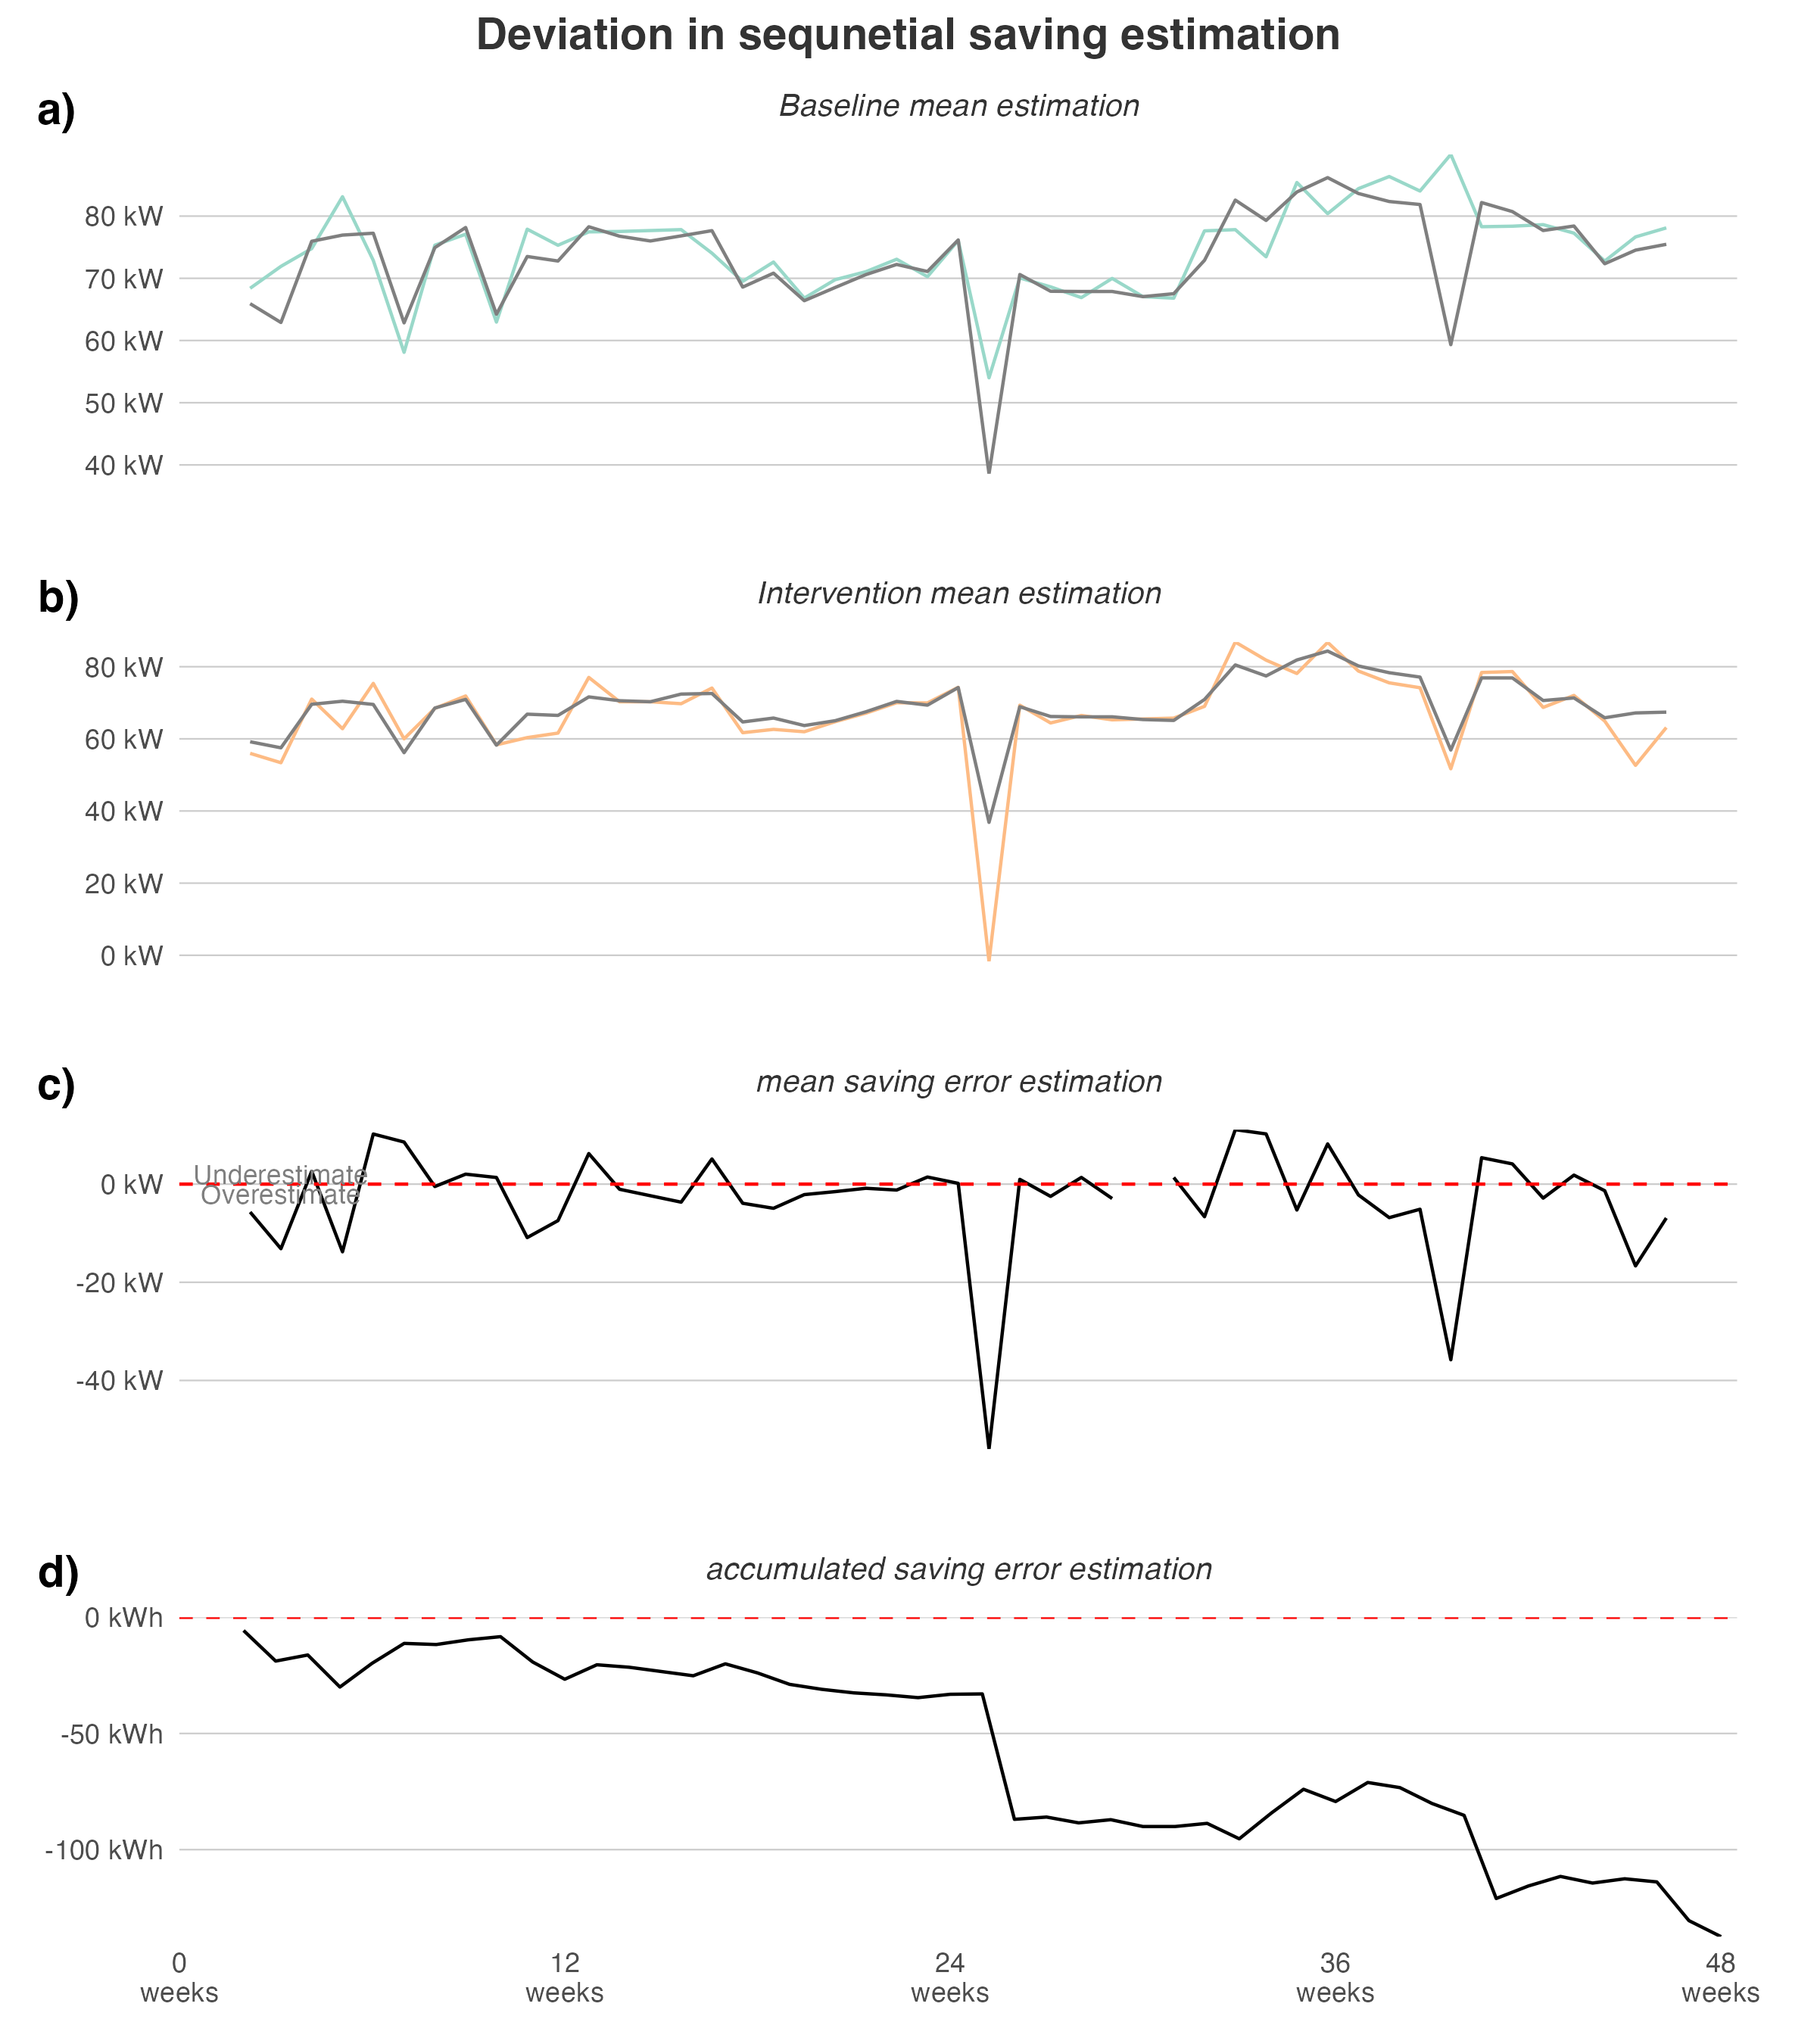 Deviation in sequnetial saving estimation
a)
Baseline mean estimation
80 kW
70 kW
60 kW
50 kW
40 kW
b)
Intervention mean estimation
80 kW
60 kW
40 kW
20 kW
0 kW
c)
mean saving error estimation
Underestimate
0 kW
Overestimate
-20 kW
-40 kW
d)
accumulated saving error estimation
0 kWh
-50 kWh
-100 kWh
0 12 24 36 48
weeks weeks weeks weeks weeks